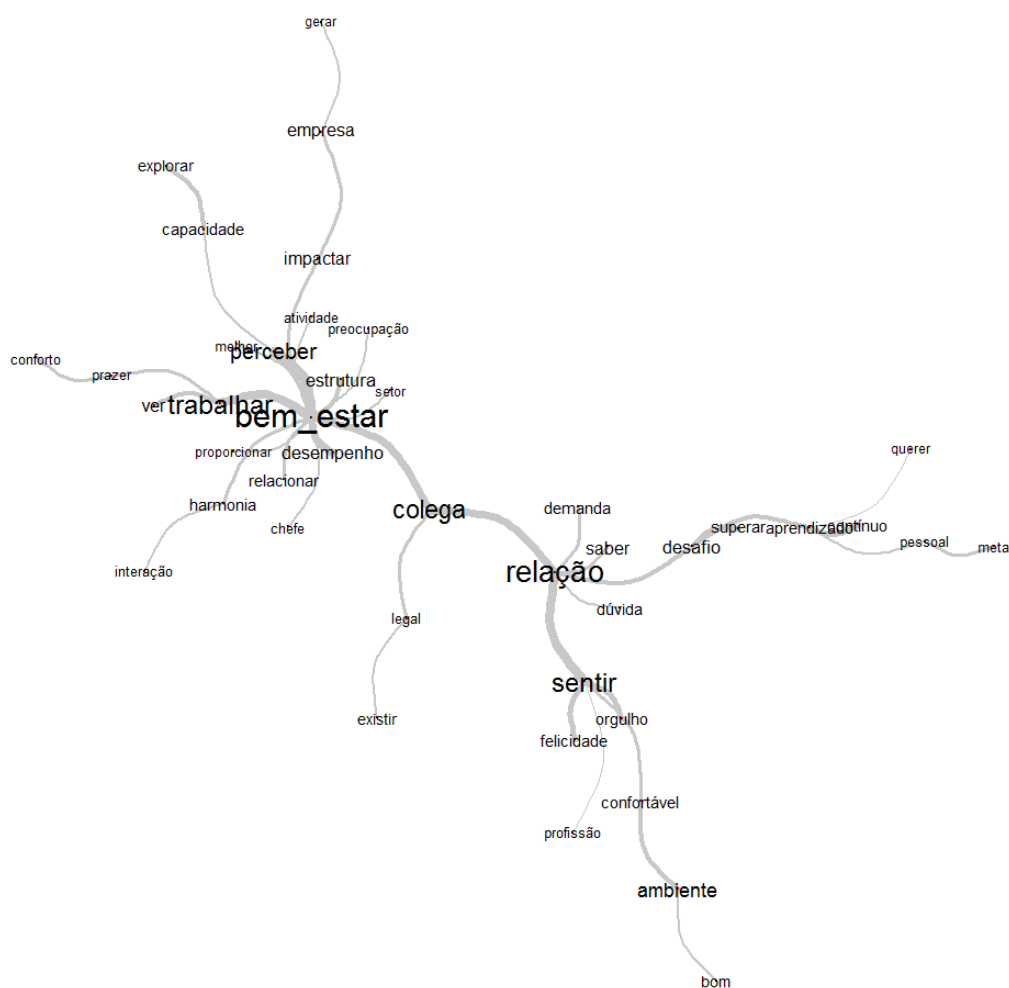 gerar
empresa
explorar
capacidade
impactar
atividade
preocupação
melhor
perceber
conforto
prazer
estrutura
setor
ver
trabalhar
bem_estar
proporcionar
desempenho
querer
relacionar
harmonia
colega
demanda
chefe
superar
aprendizado
contínuo
desafio
saber
pessoal
meta
interação
relação
dúvida
legal
sentir
existir
orgulho
felicidade
confortável
profissão
ambiente
bom